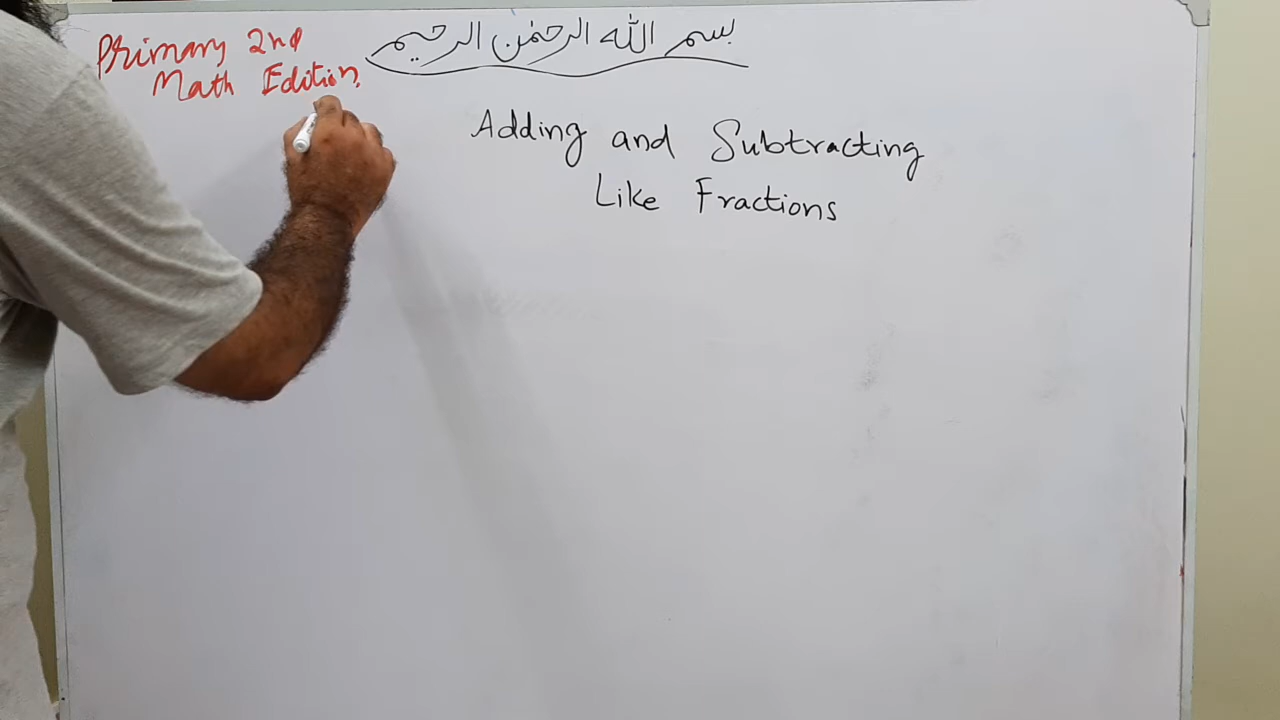 بسم الله الرحمن الرحيم
Primary 2nd
Math Edition
Adding and Subtracting
Like Fractions